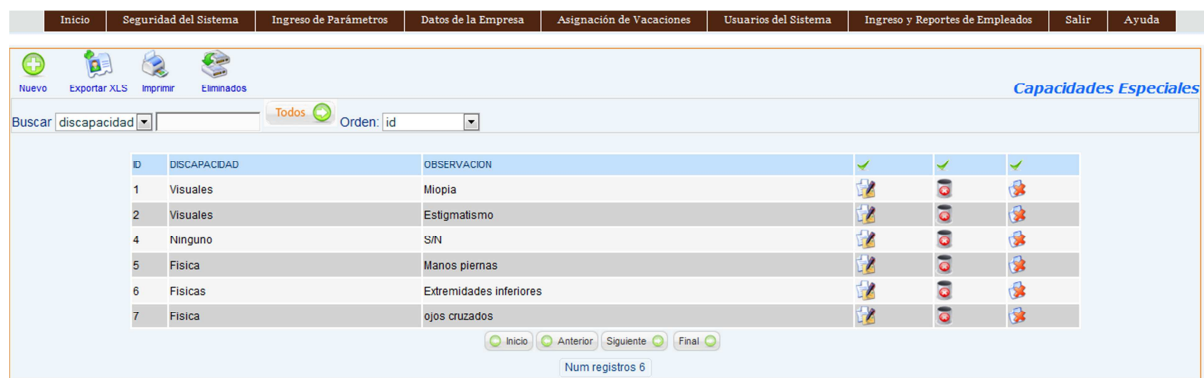 Inicio Seguridad del Sistema Ingreso de Parámetros Datos de la Empresa Asignación de Vacaciones Usuarios del Sistema Ingreso y Reportes de Empleados Salir Ayuda
Nuevo Exportar XLS Imprimir Eliminados
Capacidades Especiales
Buscar discapacidad Todos Orden: id
ID DISCAPACIDAD OBSERVACION
1 Visuales Miopia
2 Visuales Estigmatismo
4 Ninguno S/N
5 Fisica Manos piernas
6 Fisicas Extremidades inferiores
7 Fisica ojos cruzados
Inicio Anterior Siguiente Final
Num registros 6